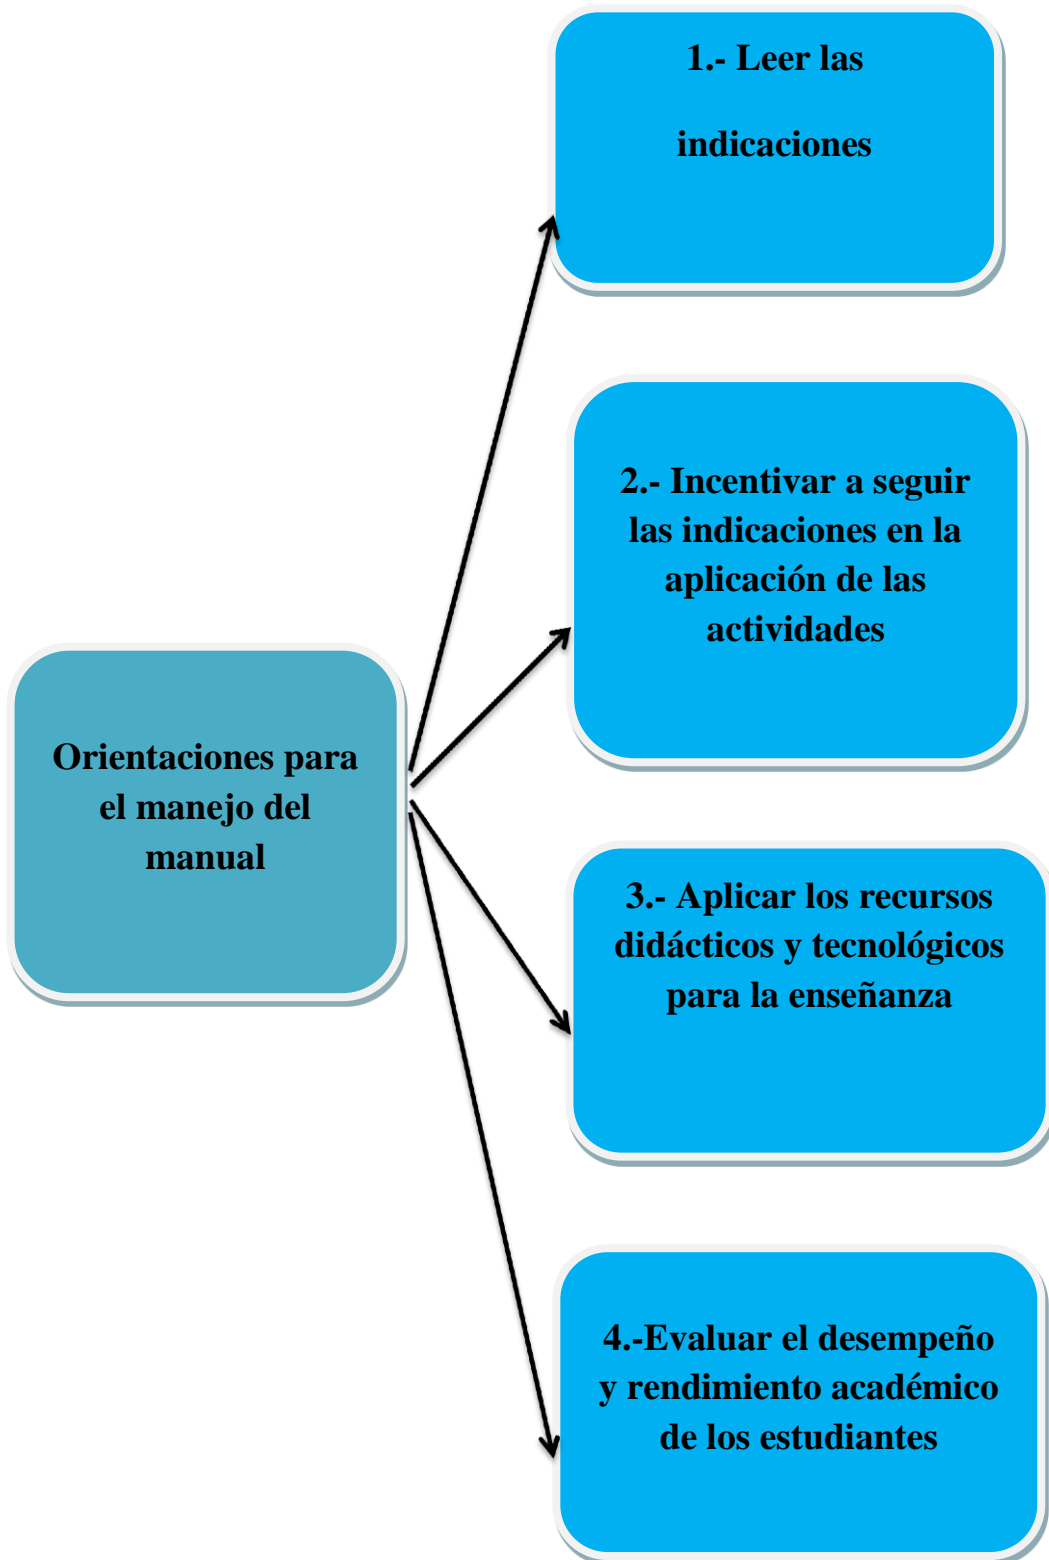 1.- Leer las
indicaciones
2.- Incentivar a seguir
las indicaciones en la
aplicación de las
actividades
Orientaciones para
el manejo del
manual
3.- Aplicar los recursos
didácticos y tecnológicos
para la enseñanza
4.-Evaluar el desempeño
y rendimiento académico
de los estudiantes